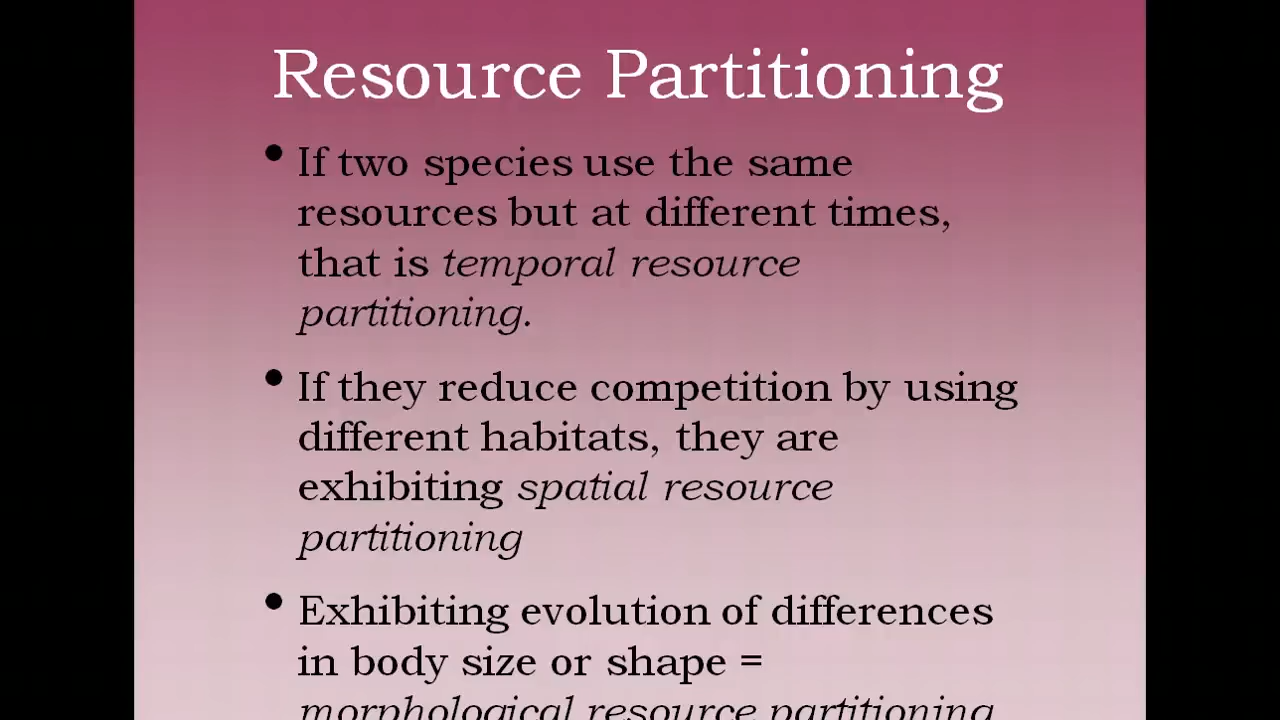 Resource Partitioning
• If two species use the same
resources but at different times,
that is temporal resource
partitioning.
• If they reduce competition by using
different habitats, they are
exhibiting spatial resource
partitioning
• Exhibiting evolution of differences
in body size or shape =
morphological resource partitioning